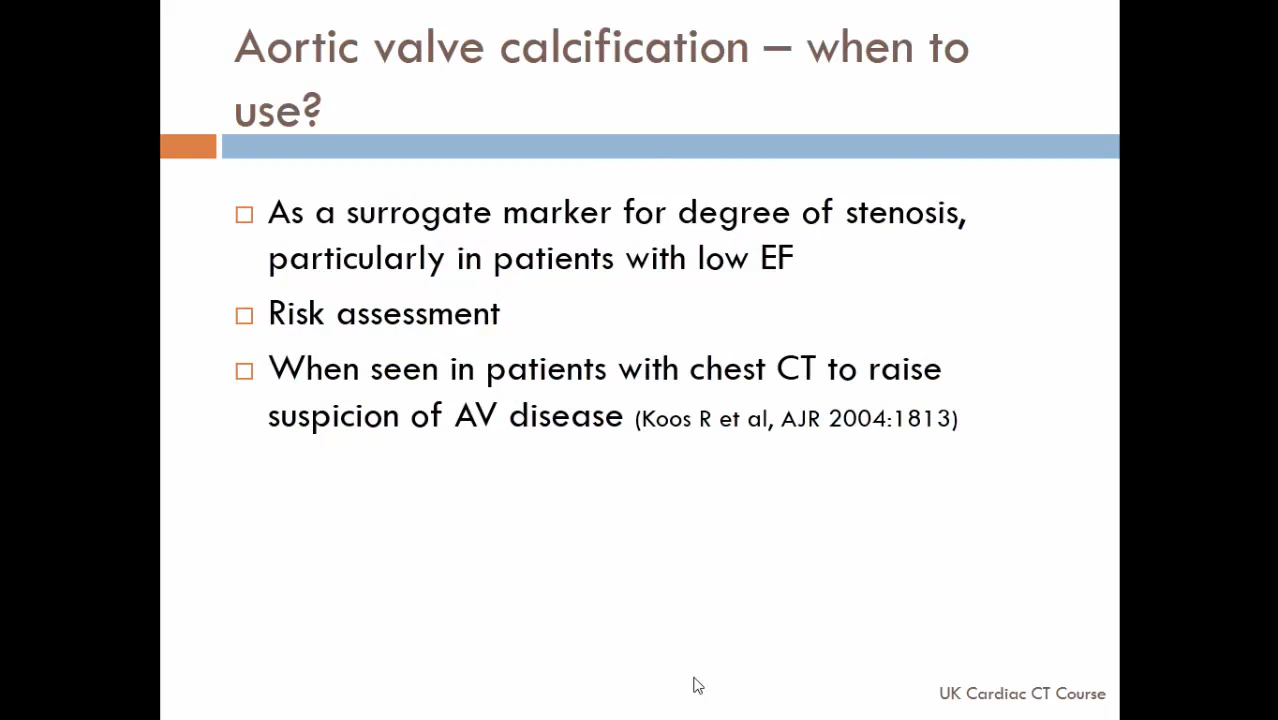 Aortic valve calcification – when to
use?
As a surrogate marker for degree of stenosis,
particularly in patients with low EF
Risk assessment
When seen in patients with chest CT to raise
suspicion of AV disease (Koos R et al, AJR 2004:1813)
UK Cardiac CT Course